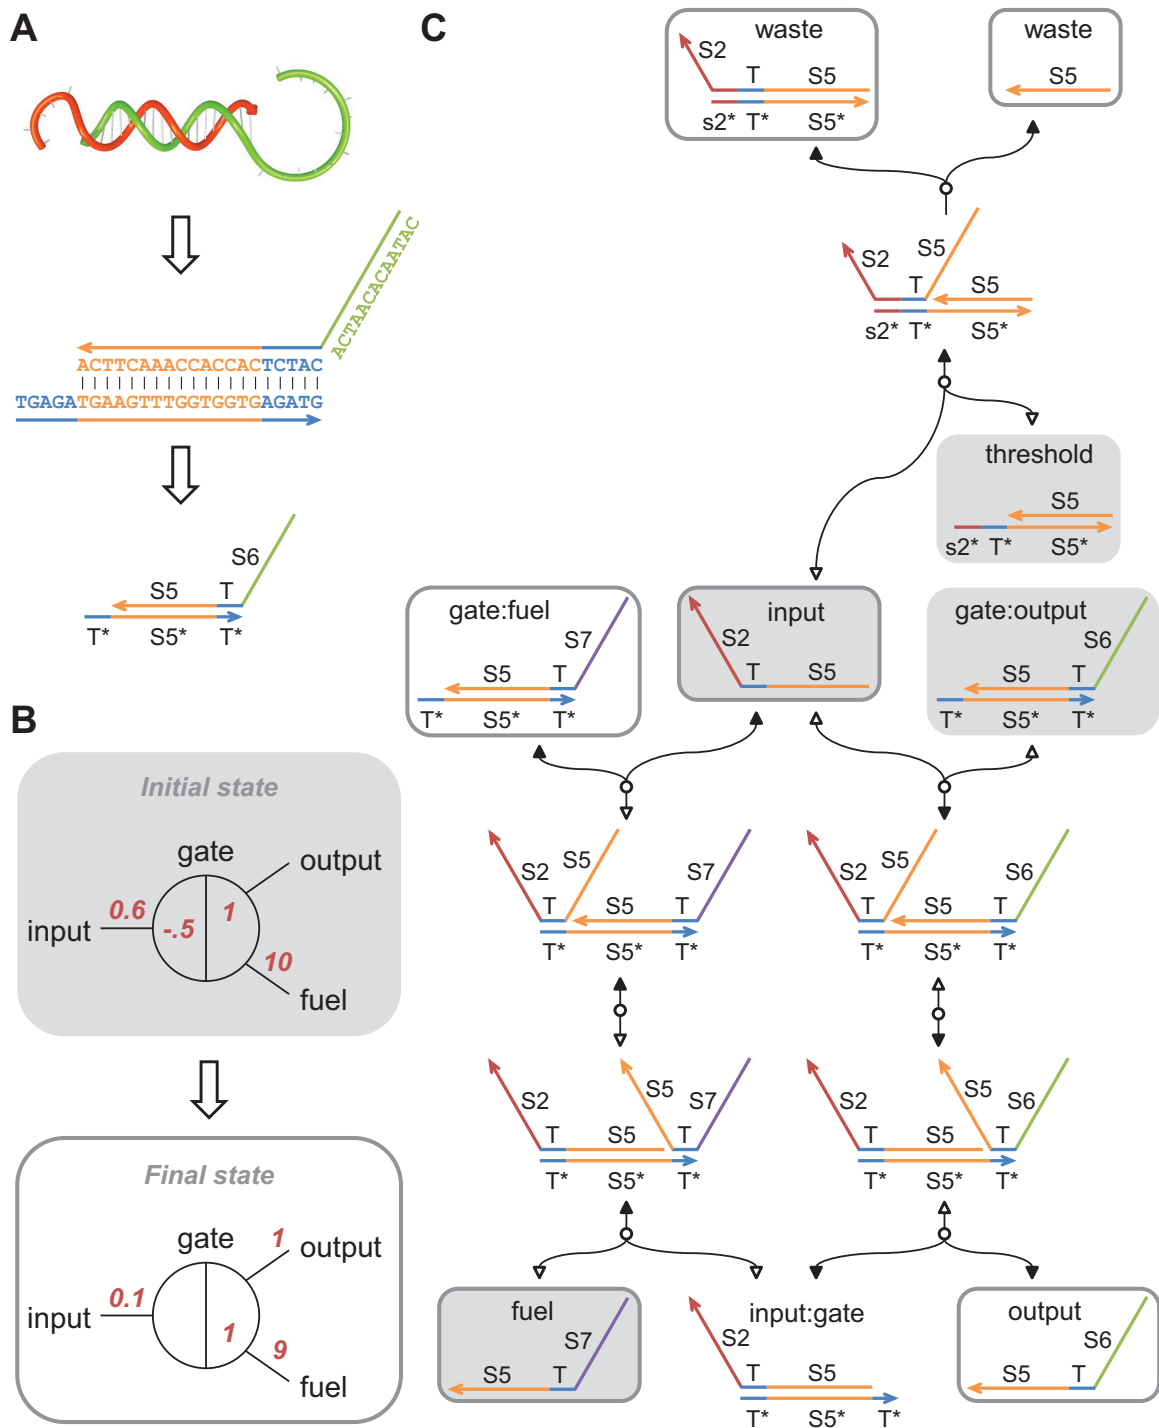 A
ACTAACACAATAC
ACTTCAAACCACCACTCTAC
TGAGATGAAGTTTGGTGGTGAGATG
S6
S5 T
T* S5* T*
B
Initial state
gate
output
0.6 -.5 1
input
10
fuel
Final state
gate 1
output
0.1
input
1 9
fuel
C
waste
S2
T S5
s2* T* S5*
waste
S5
S5
S2
T S5
s2* T* S5*
threshold
S5
s2* T* S5*
gate:fuel
S7
S5 T
T* S5* T*
input
S2
T S5
gate:output
S6
S5 T
T* S5* T*
S2 S5 S7
T S5 T
T* S5* T*
S2 S5 S6
T S5 T
T* S5* T*
S2 S5 S7
T S5 T
T* S5* T*
S2 S5 S6
T S5 T
T* S5* T*
fuel
S7
S5 T
input:gate
S2
T S5
T* S5* T*
output
S6
S5 T